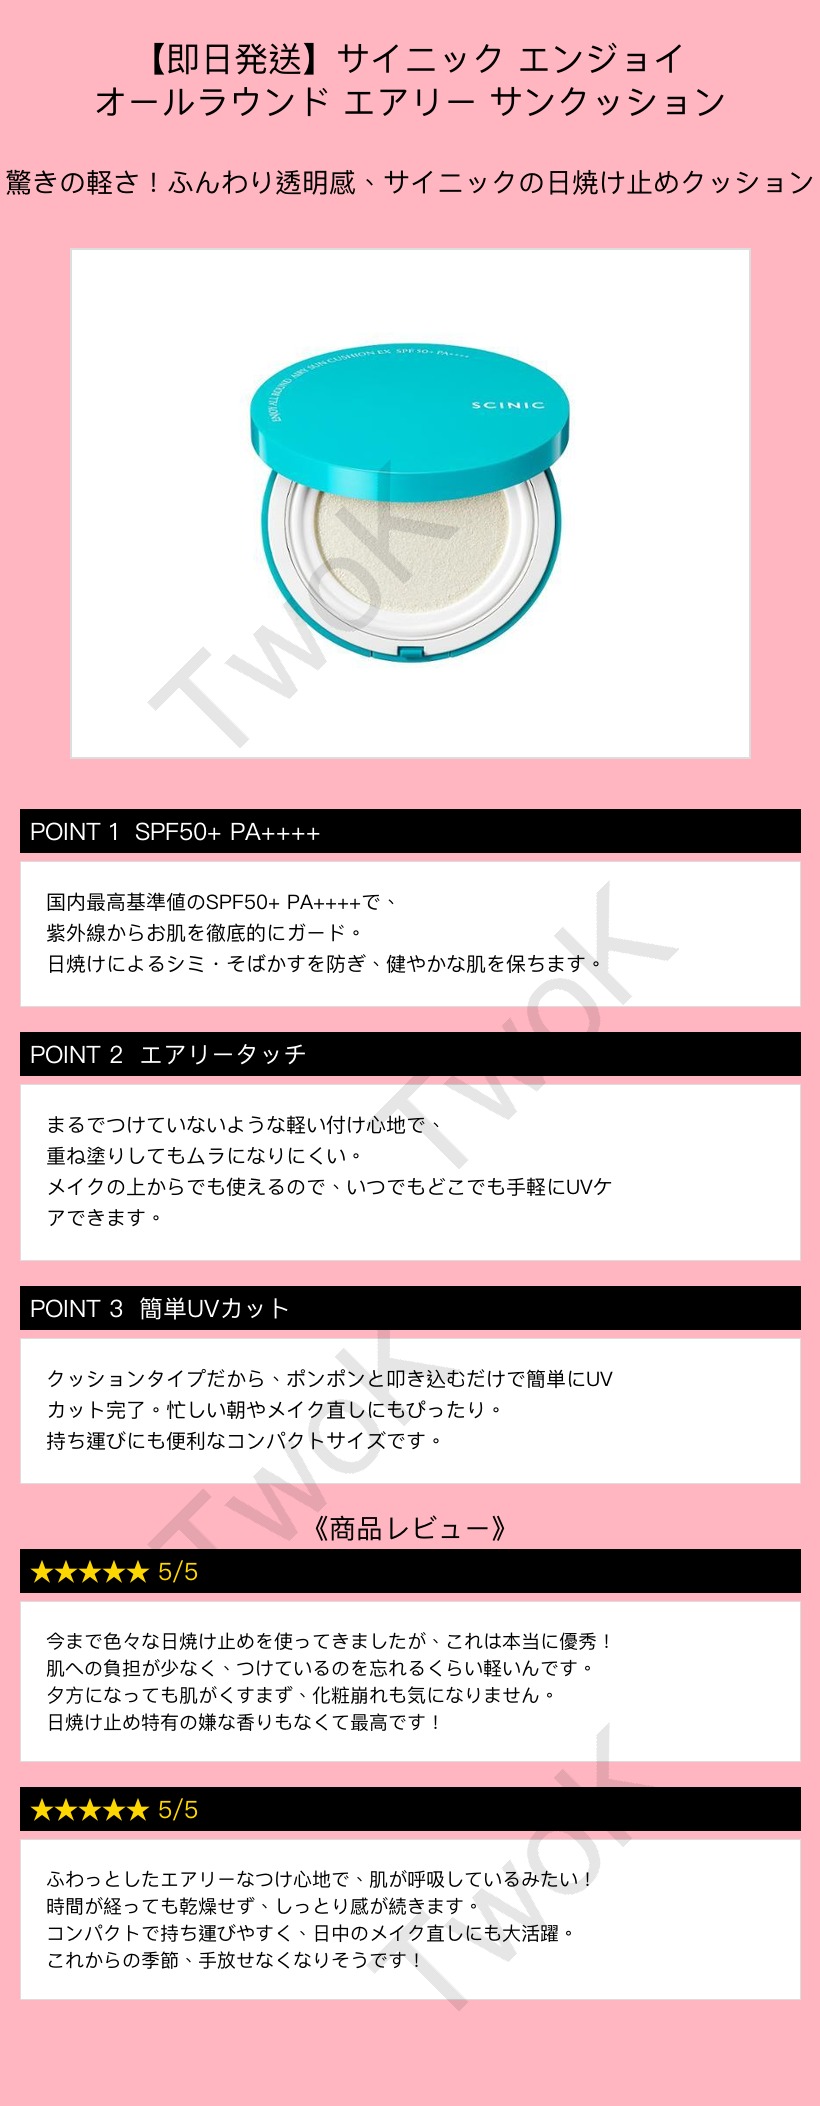 【即日発送】サイニック エンジョイ
オールラウンド エアリー サンクッション
驚きの軽さ！ふんわり透明感、サイニックの日焼け止めクッション
ENJOY ALL ROUND AIRY SUN CUSHION EX SPF 50+ PA++++
SCINIC
TwoK
POINT 1 SPF50+ PA++++
国内最高基準値のSPF50+ PA++++で、
紫外線からお肌を徹底的にガード。
日焼けによるシミ・そばかすを防ぎ、健やかな肌を保ちます。
TwoK
POINT 2 エアリータッチ
まるでつけていないような軽い付け心地で、
重ね塗りしてもムラになりにくい。
メイクの上からでも使えるので、いつでもどこでも手軽にUVケ
アできます。
POINT 3 簡単UVカット
クッションタイプだから、ポンポンと叩き込むだけで簡単にUV
カット完了。忙しい朝やメイク直しにもぴったり。
持ち運びにも便利なコンパクトサイズです。
TwoK
《商品レビュー》
★★★★★ 5/5
今まで色々な日焼け止めを使ってきましたが、これは本当に優秀！
肌への負担が少なく、つけているのを忘れるくらい軽いんです。
夕方になっても肌がくすまず、化粧崩れも気になりません。
日焼け止め特有の嫌な香りもなくて最高です！
★★★★★ 5/5
ふわっとしたエアリーなつけ心地で、肌が呼吸しているみたい！
時間が経っても乾燥せず、しっとり感が続きます。
コンパクトで持ち運びやすく、日中のメイク直しにも大活躍。
これからの季節、手放せなくなりそうです！
TwoK